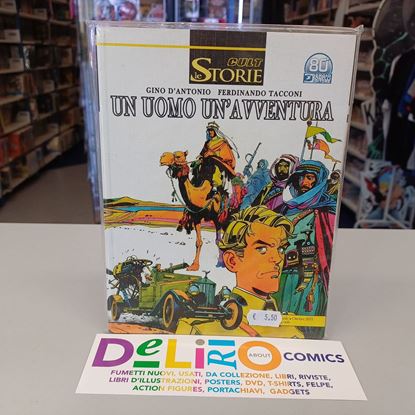 CULT
le STORIE
80
GINO D'ANTONIO FERDINANDO TACCONI
UN UOMO UN'AVVENTURA
€ 5,50
DELIRIO ABOUT COMICS
FUMETTI NUOVI, USATI, DA COLLEZIONE, LIBRI, RIVISTE,
LIBRI D'ILLUSTRAZIONI, POSTERS, DVD, T-SHIRTS, FELPE,
ACTION FIGURES, PORTACHIAVI, GADGETS